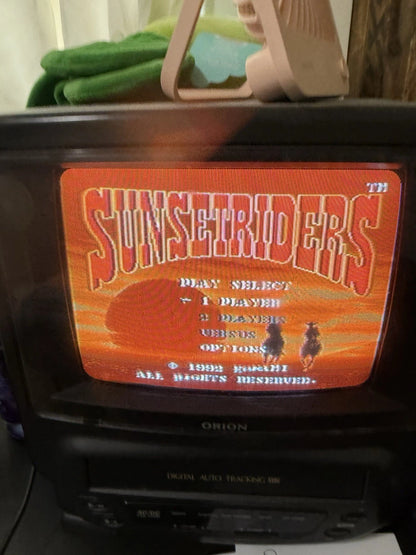 TM
SUNSETRIDERS
PLAY SELECT
1 PLAYER
2 PLAYERS
VERSUS
OPTIONS
© 1992 KONAMI
ALL RIGHTS RESERVED.
ORION
DIGITAL AUTO TRACKING